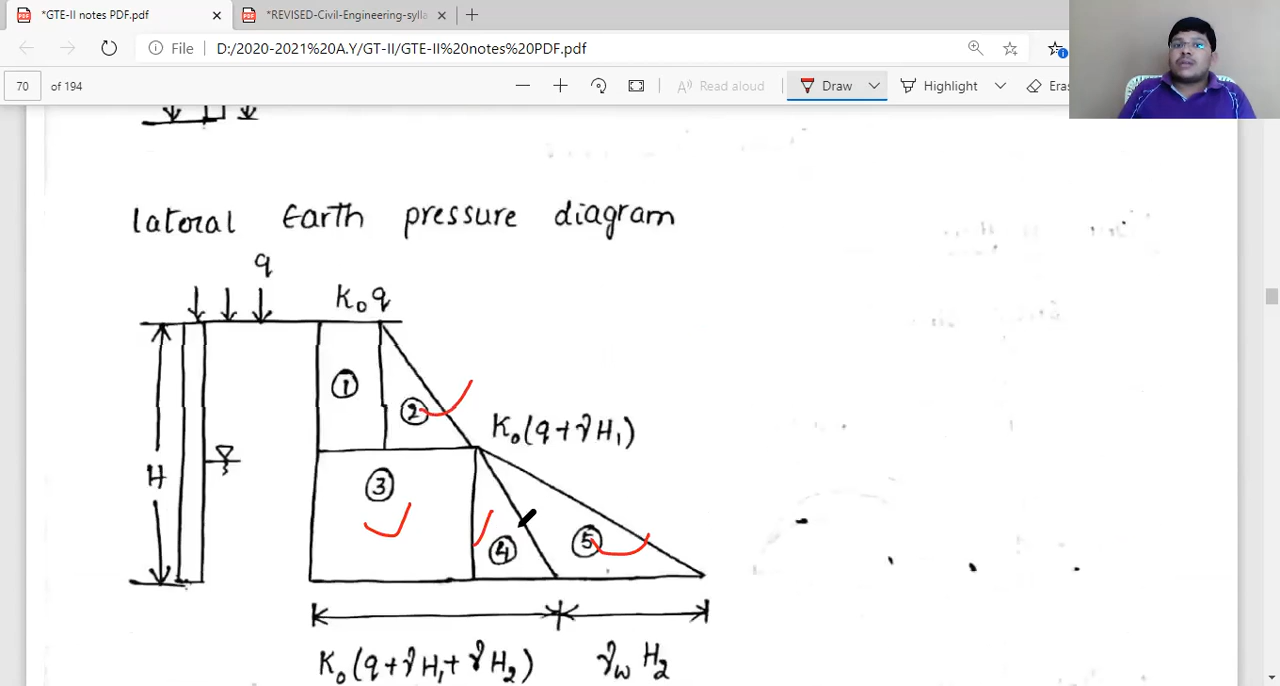 *GTE-II notes PDF.pdf
*REVISED-Civil-Engineering-sylla
File
D:/2020-2021%20A.Y/GT-II/GTE-II%20notes%20PDF.pdf
70 of 194
Read aloud
Draw
Highlight
Eras
lateral Earth pressure diagram
q
K₀q
①
②
K₀(q+γH₁)
H
③
④
⑤
K₀(q+γH₁+γH₂)
γw H₂